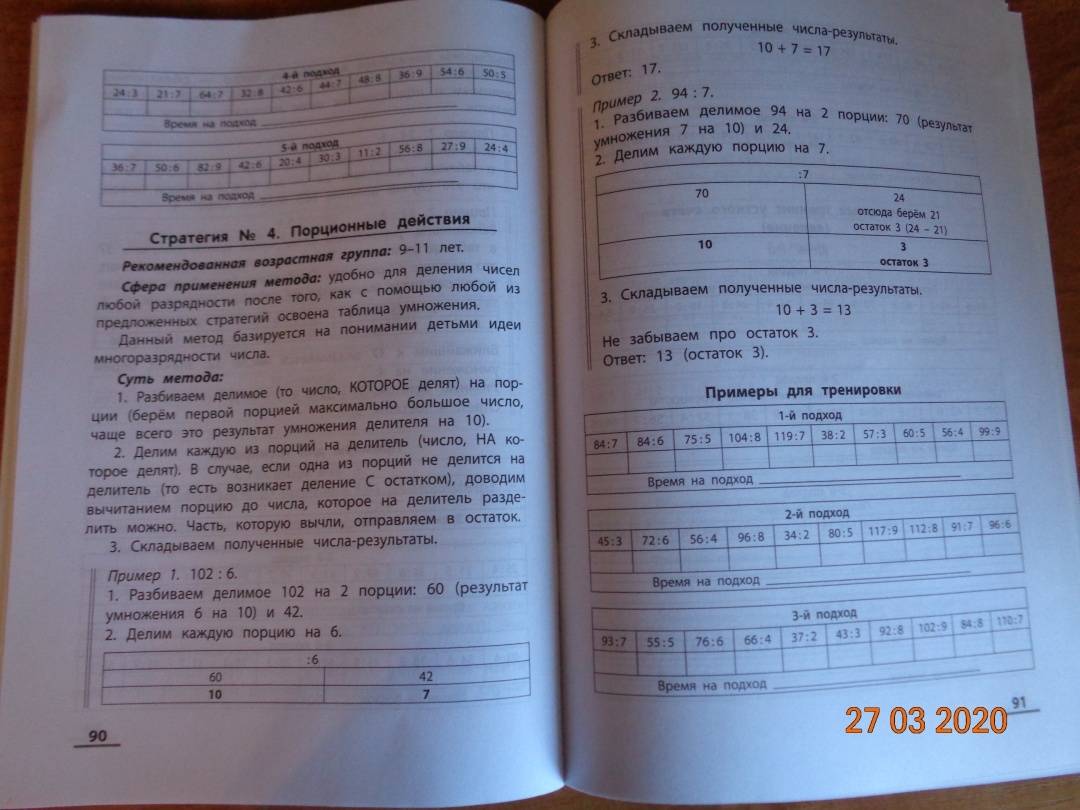 4-й подход
24:3 21:7 64:7 32:8 42:6 44:7 48:8 36:9 54:6 50:5
Время на подход
5-й подход
36:7 50:6 82:9 42:6 20:4 30:3 11:2 56:8 27:9 24:4
Время на подход
Стратегия № 4. Порционные действия
Рекомендованная возрастная группа: 9–11 лет.
Сфера применения метода: удобно для деления чисел
любой разрядности после того, как с помощью любой из
предложенных стратегий освоена таблица умножения.
Данный метод базируется на понимании детьми идеи
многоразрядности числа.
Суть метода:
1. Разбиваем делимое (то число, КОТОРОЕ делят) на пор-
ции (берём первой порцией максимально большое число,
чаще всего это результат умножения делителя на 10).
2. Делим каждую из порций на делитель (число, НА ко-
торое делят). В случае, если одна из порций не делится на
делитель (то есть возникает деление С остатком), доводим
вычитанием порцию до числа, которое на делитель разде-
лить можно. Часть, которую вычли, отправляем в остаток.
3. Складываем полученные числа-результаты.
Пример 1. 102 : 6.
1. Разбиваем делимое 102 на 2 порции: 60 (результат
умножения 6 на 10) и 42.
2. Делим каждую порцию на 6.
:6
60 42
10 7
90
3. Складываем полученные числа-результаты.
10 + 7 = 17
Ответ: 17.
Пример 2. 94 : 7.
1. Разбиваем делимое 94 на 2 порции: 70 (результат
умножения 7 на 10) и 24.
2. Делим каждую порцию на 7.
:7
70 24
отсюда берём 21
остаток 3 (24 – 21)
10 3
остаток 3
3. Складываем полученные числа-результаты.
10 + 3 = 13
Не забываем про остаток 3.
Ответ: 13 (остаток 3).
Примеры для тренировки
1-й подход
84:7 84:6 75:5 104:8 119:7 38:2 57:3 60:5 56:4 99:9
Время на подход
2-й подход
45:3 72:6 56:4 96:8 34:2 80:5 117:9 112:8 91:7 96:6
Время на подход
3-й подход
93:7 55:5 76:6 66:4 37:2 43:3 92:8 102:9 84:8 110:7
Время на подход
91
27 03 2020